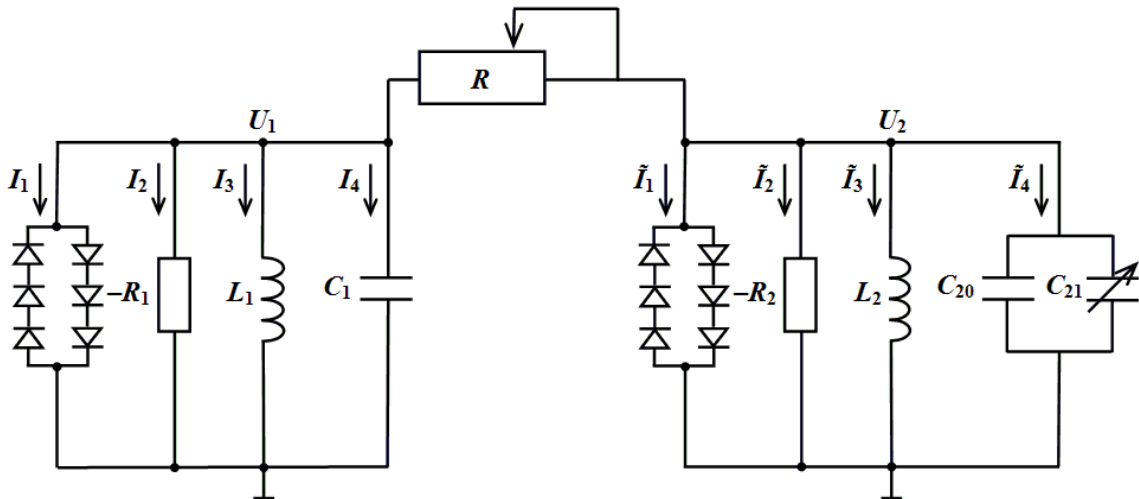 R
U₁
U₂
I₁
I₂
I₃
I₄
Ĩ₁
Ĩ₂
Ĩ₃
Ĩ₄
–R₁
L₁
C₁
–R₂
L₂
C₂₀
C₂₁